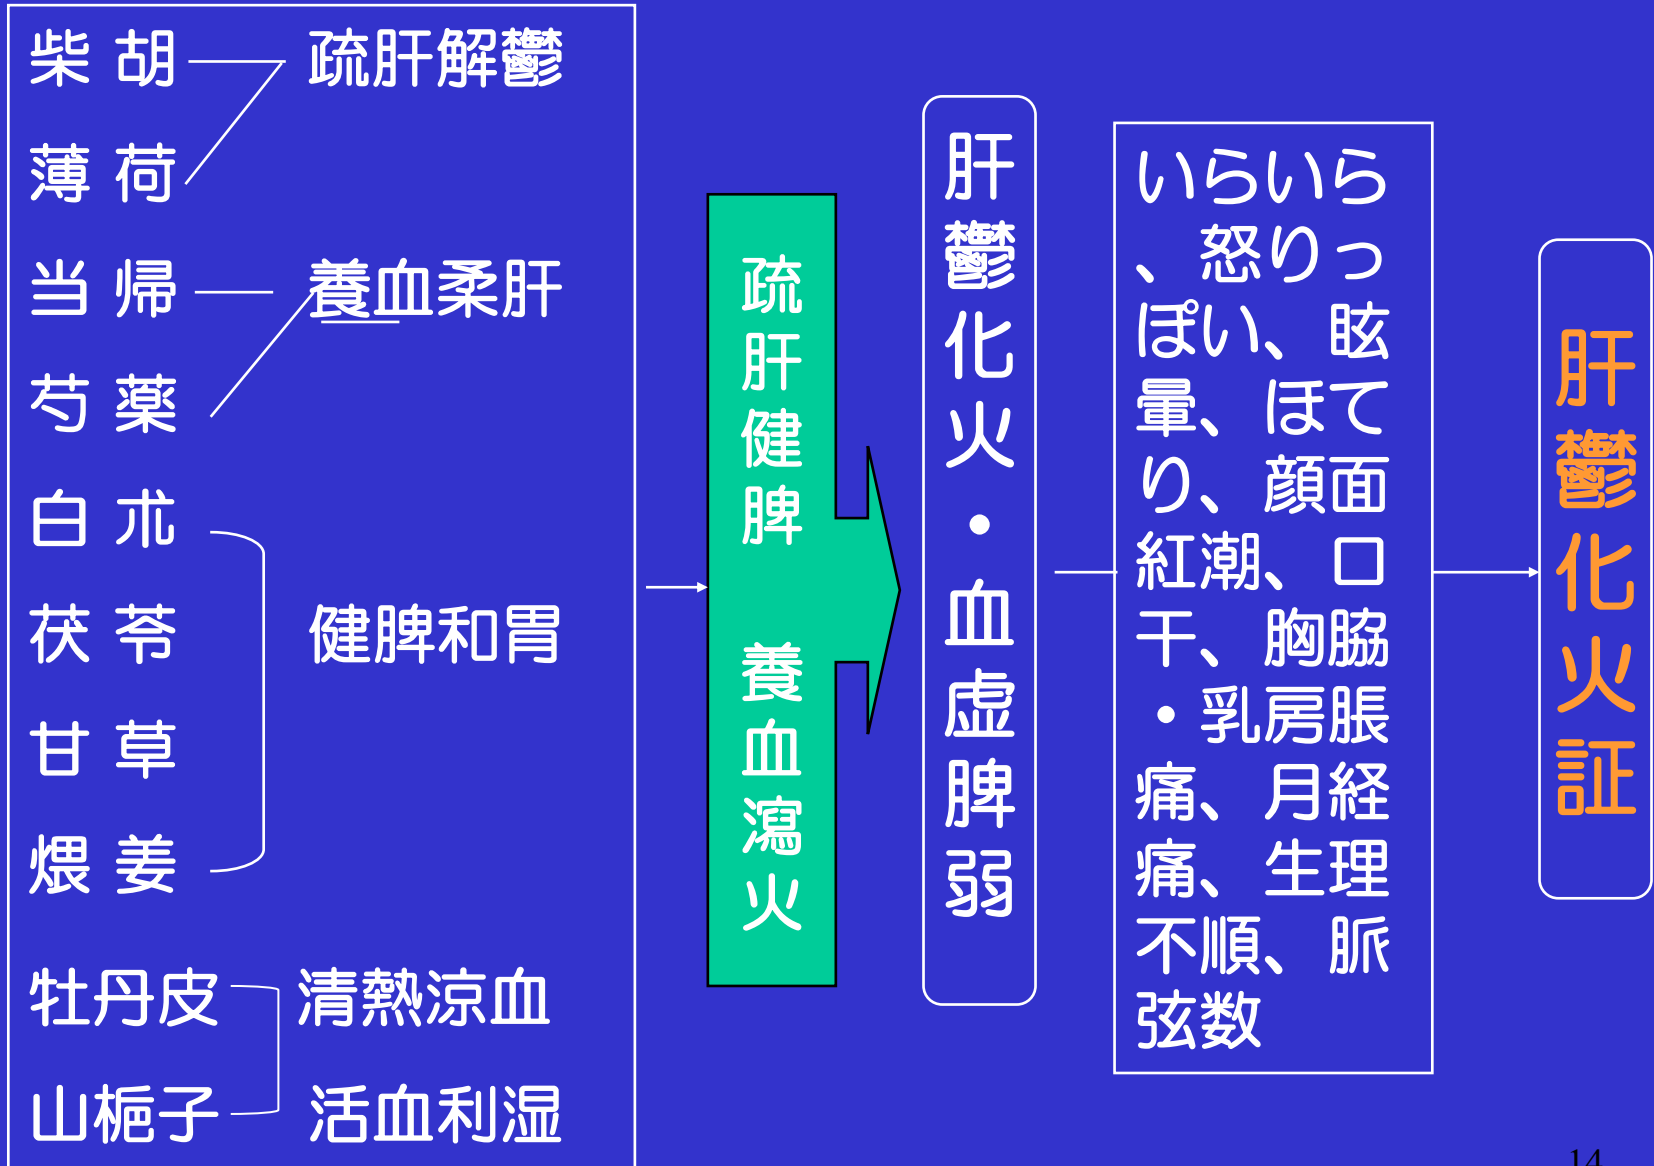 柴 胡 疏肝解鬱
薄 荷
当 帰 養血柔肝
芍 薬
白 朮
茯 苓 健脾和胃
甘 草
煨 姜
牡丹皮 清熱涼血
山梔子 活血利湿
疏肝健脾 養血瀉火
肝鬱化火・血虚脾弱
いらいら
、怒りっ
ぽい、眩
暈、ほて
り、顔面
紅潮、口
干、胸脇
・乳房脹
痛、月経
痛、生理
不順、脈
弦数
肝鬱化火証
14